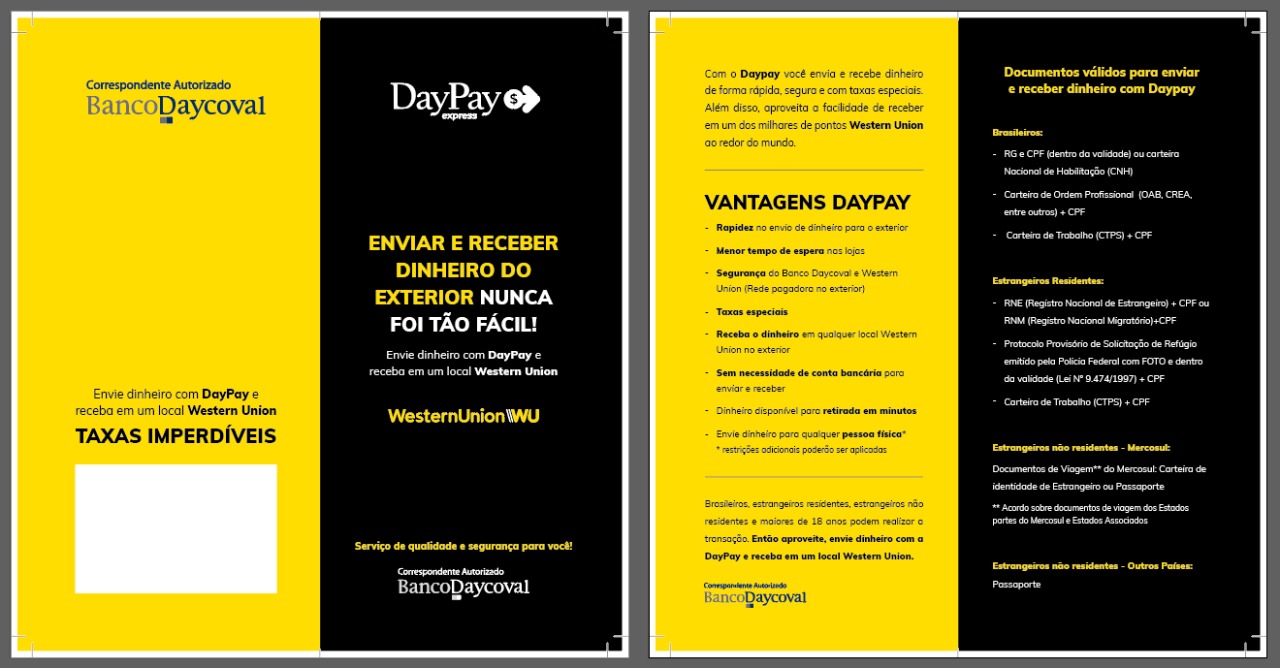 Correspondente Autorizado
BancoDaycoval
Envie dinheiro com DayPay e
receba em um local Western Union
TAXAS IMPERDÍVEIS
DayPay
$
express
ENVIAR E RECEBER
DINHEIRO DO
EXTERIOR NUNCA
FOI TÃO FÁCIL!
Envie dinheiro com DayPay e
receba em um local Western Union
WesternUnion WU
Serviço de qualidade e segurança para você!
Correspondente Autorizado
BancoDaycoval
Com o Daypay você envia e recebe dinheiro
de forma rápida, segura e com taxas especiais.
Além disso, aproveita a facilidade de receber
em um dos milhares de pontos Western Union
ao redor do mundo.
VANTAGENS DAYPAY
- Rapidez no envio de dinheiro para o exterior
- Menor tempo de espera nas lojas
- Segurança do Banco Daycoval e Western
Union (Rede pagadora no exterior)
- Taxas especiais
- Receba o dinheiro em qualquer local Western
Union no exterior
- Sem necessidade de conta bancária para
enviar e receber
- Dinheiro disponível para retirada em minutos
- Envie dinheiro para qualquer pessoa física*
* restrições adicionais poderão ser aplicadas
Brasileiros, estrangeiros residentes, estrangeiros não
residentes e maiores de 18 anos podem realizar a
transação. Então aproveite, envie dinheiro com a
DayPay e receba em um local Western Union.
Correspondente Autorizado
BancoDaycoval
Documentos válidos para enviar
e receber dinheiro com Daypay
Brasileiros:
- RG e CPF (dentro da validade) ou carteira
Nacional de Habilitação (CNH)
- Carteira de Ordem Profissional (OAB, CREA,
entre outros) + CPF
- Carteira de Trabalho (CTPS) + CPF
Estrangeiros Residentes:
- RNE (Registro Nacional de Estrangeiro) + CPF ou
RNM (Registro Nacional Migratório)+CPF
- Protocolo Provisório de Solicitação de Refúgio
emitido pela Policia Federal com FOTO e dentro
da validade (Lei Nº 9.474/1997) + CPF
- Carteira de Trabalho (CTPS) + CPF
Estrangeiros não residentes - Mercosul:
Documentos de Viagem** do Mercosul: Carteira de
identidade de Estrangeiro ou Passaporte
** Acordo sobre documentos de viagem dos Estados
partes do Mercosul e Estados Associados
Estrangeiros não residentes - Outros Países:
Passaporte